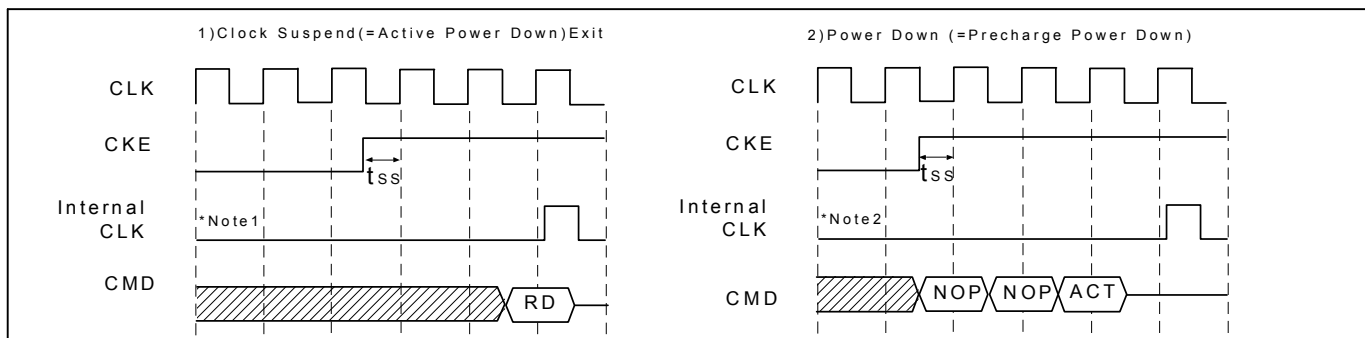 1)Clock Suspend(=Active Power Down)Exit
CLK
CKE
tSS
Internal
CLK
*Note1
CMD
RD
2)Power Down (=Precharge Power Down)
CLK
CKE
tSS
Internal
CLK
*Note2
CMD
NOP NOP ACT